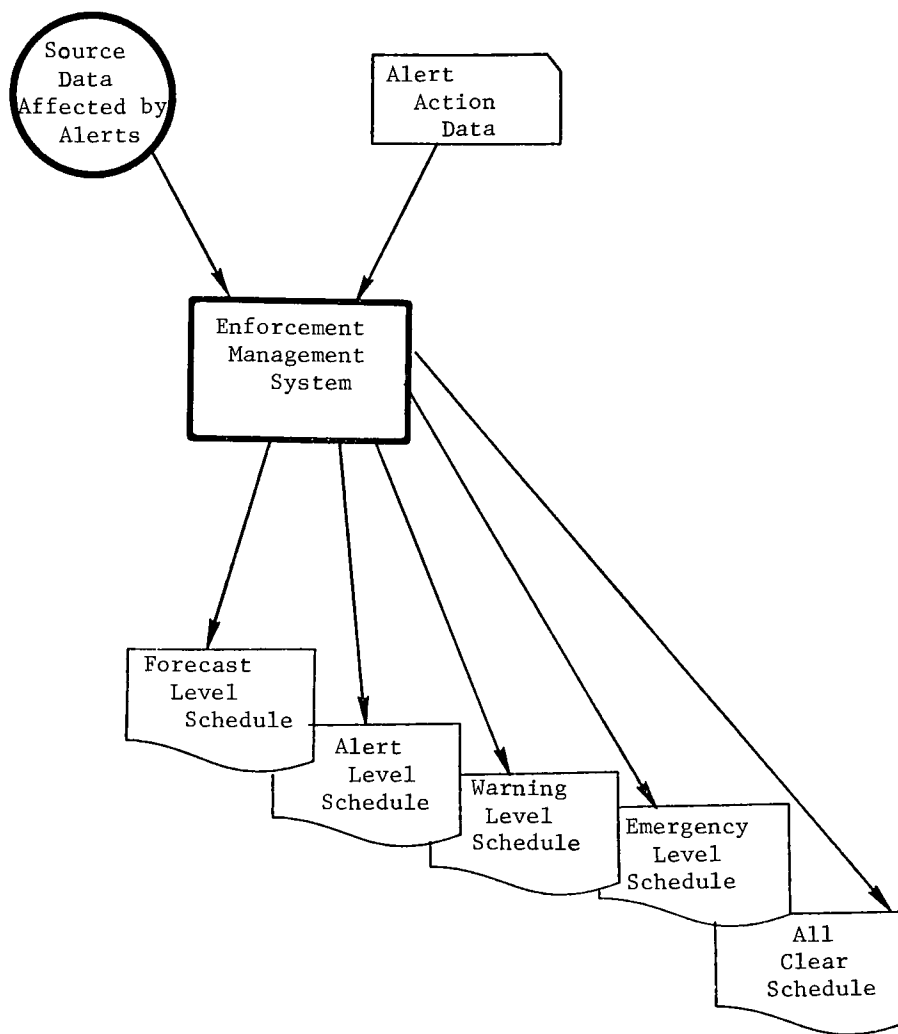 Source
Data
Affected by
Alerts
Alert
Action
Data
Enforcement
Management
System
Forecast
Level
Schedule
Alert
Level
Schedule
Warning
Level
Schedule
Emergency
Level
Schedule
All
Clear
Schedule